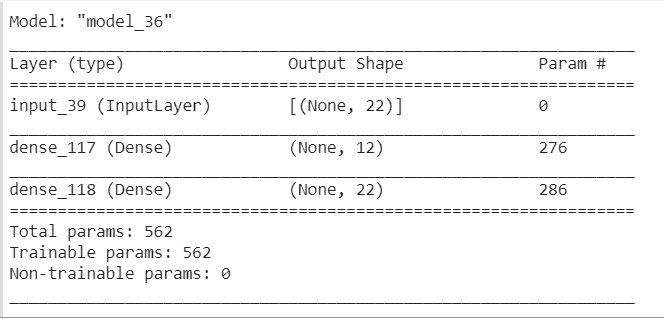 Model: "model_36"
Layer (type) Output Shape Param #
input_39 (InputLayer) [(None, 22)] 0
dense_117 (Dense) (None, 12) 276
dense_118 (Dense) (None, 22) 286
Total params: 562
Trainable params: 562
Non-trainable params: 0